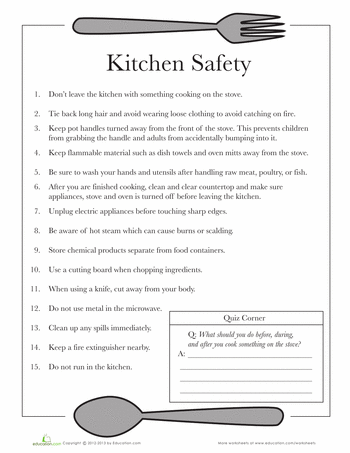 Kitchen Safety
1. Don't leave the kitchen with something cooking on the stove.
2. Tie back long hair and avoid wearing loose clothing to avoid catching on fire.
3. Keep pot handles turned away from the front of the stove. This prevents children
from grabbing the handle and adults from accidentally bumping into it.
4. Keep flammable material such as dish towels and oven mitts away from the stove.
5. Be sure to wash your hands and utensils after handling raw meat, poultry, or fish.
6. After you are finished cooking, clean and clear countertop and make sure
appliances, stove and oven is turned off before leaving the kitchen.
7. Unplug electric appliances before touching sharp edges.
8. Be aware of hot steam which can cause burns or scalding.
9. Store chemical products separate from food containers.
10. Use a cutting board when chopping ingredients.
11. When using a knife, cut away from your body.
12. Do not use metal in the microwave.
13. Clean up any spills immediately.
14. Keep a fire extinguisher nearby.
15. Do not run in the kitchen.
Quiz Corner
Q: What should you do before, during,
and after you cook something on the stove?
A:
education.com Copyright © 2012-2013 by Education.com
More worksheets at www.education.com/worksheets